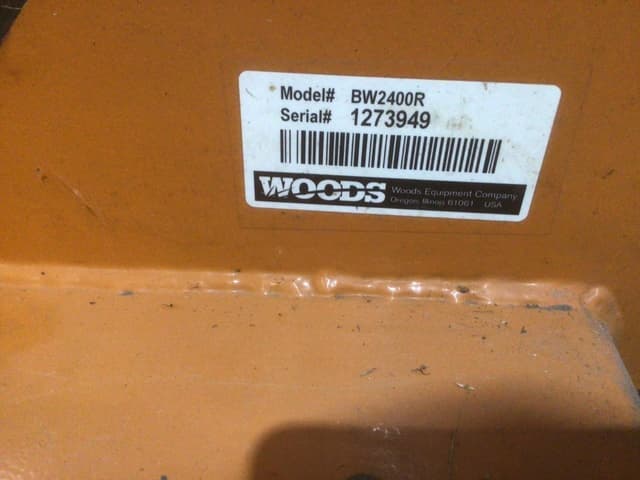 Model# BW2400R
Serial# 1273949
WOODS
Woods Equipment Company
Oregon, Illinois 61061 USA